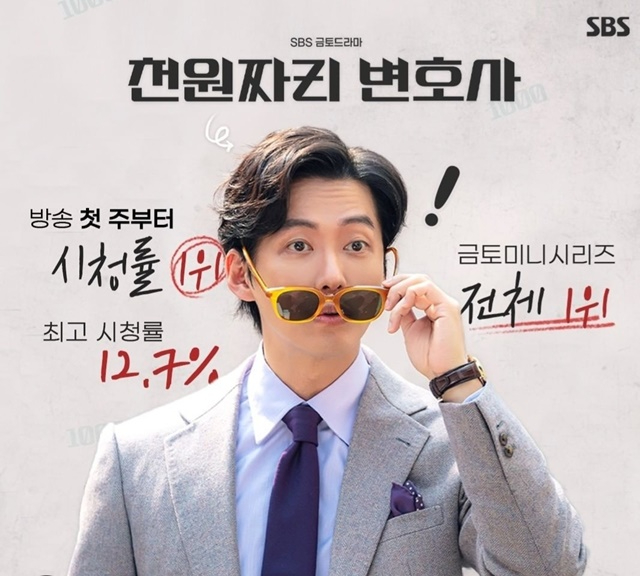 SBS
SBS 금토드라마
천원짜리 변호사
1000
방송 첫 주부터
시청률 1위
최고 시청률
12.7%
!
금토미니시리즈
전체 1위